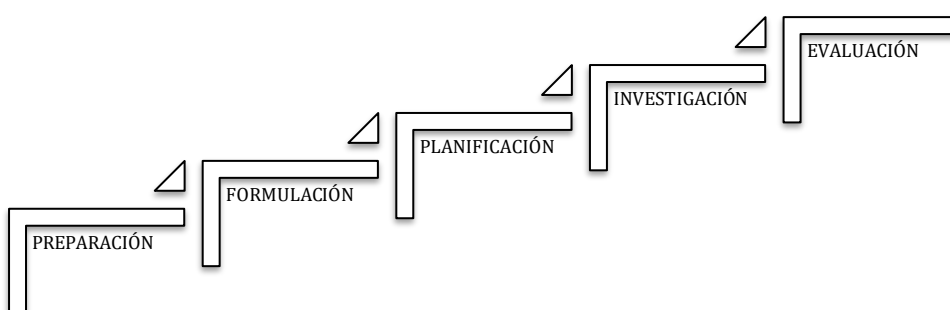 PREPARACIÓN
FORMULACIÓN
PLANIFICACIÓN
INVESTIGACIÓN
EVALUACIÓN